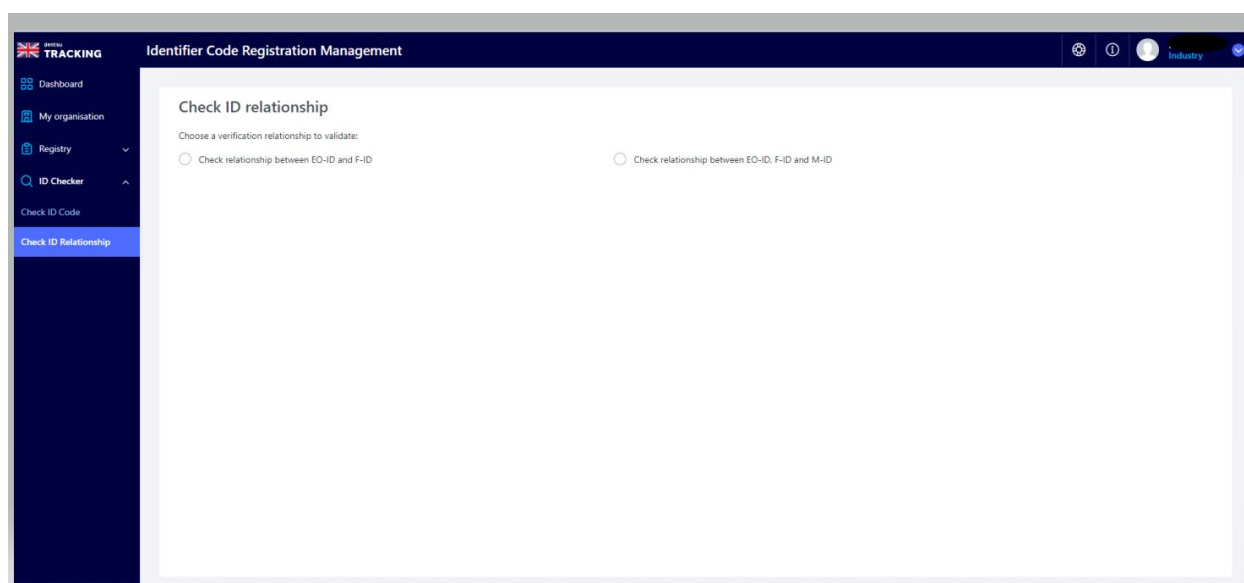 dentsu
TRACKING
Identifier Code Registration Management
Industry
Dashboard
My organisation
Registry
ID Checker
Check ID Code
Check ID Relationship
Check ID relationship
Choose a verification relationship to validate:
Check relationship between EO-ID and F-ID
Check relationship between EO-ID, F-ID and M-ID